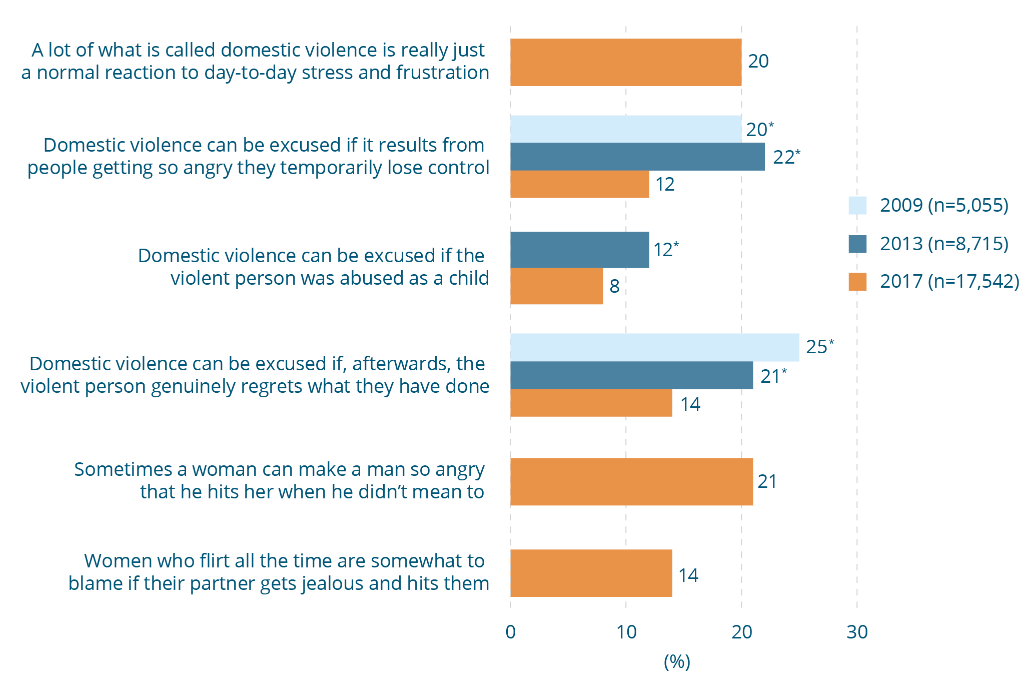 A lot of what is called domestic violence is really just
a normal reaction to day-to-day stress and frustration
20
Domestic violence can be excused if it results from
people getting so angry they temporarily lose control
20*
22*
12
Domestic violence can be excused if the
violent person was abused as a child
12*
8
Domestic violence can be excused if, afterwards, the
violent person genuinely regrets what they have done
25*
21*
14
Sometimes a woman can make a man so angry
that he hits her when he didn’t mean to
21
Women who flirt all the time are somewhat to
blame if their partner gets jealous and hits them
14
2009 (n=5,055)
2013 (n=8,715)
2017 (n=17,542)
0 10 20 30
(%)